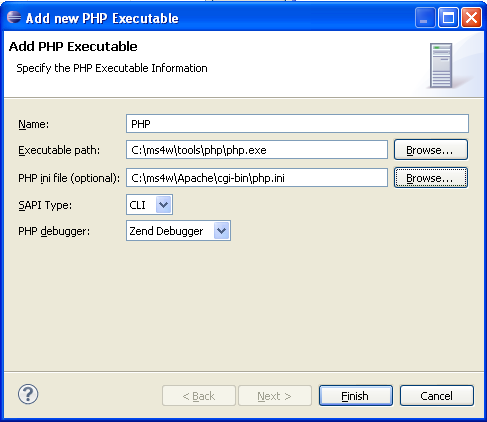 Add new PHP Executable
Add PHP Executable
Specify the PHP Executable Information
Name: PHP
Executable path: C:\ms4w\tools\php\php.exe Browse...
PHP ini file (optional): C:\ms4w\Apache\cgi-bin\php.ini Browse...
SAPI Type: CLI
PHP debugger: Zend Debugger
? < Back Next > Finish Cancel